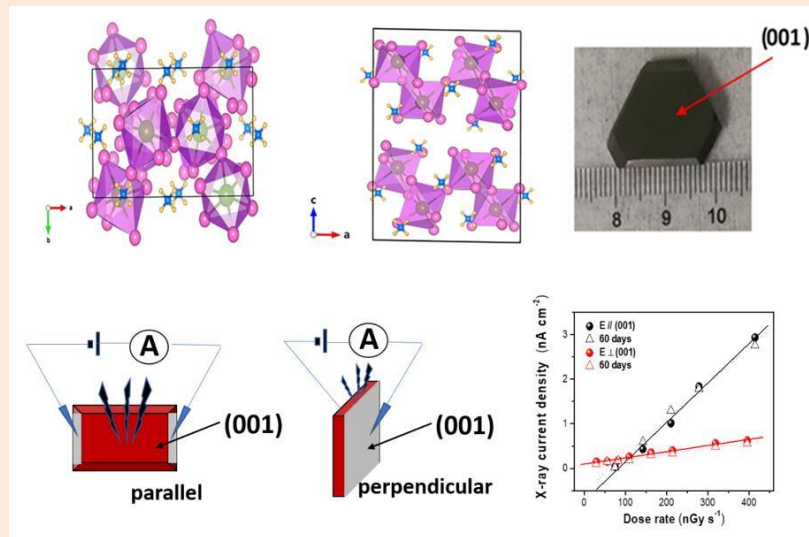 (001)
a
b
c
a
8 9 10
A
(001)
parallel
A
(001)
perpendicular
X-ray current density (nA cm⁻²)
3
2
1
0
E // (001)
60 days
E ⊥ (001)
60 days
0 100 200 300 400 500
Dose rate (nGy s⁻¹)